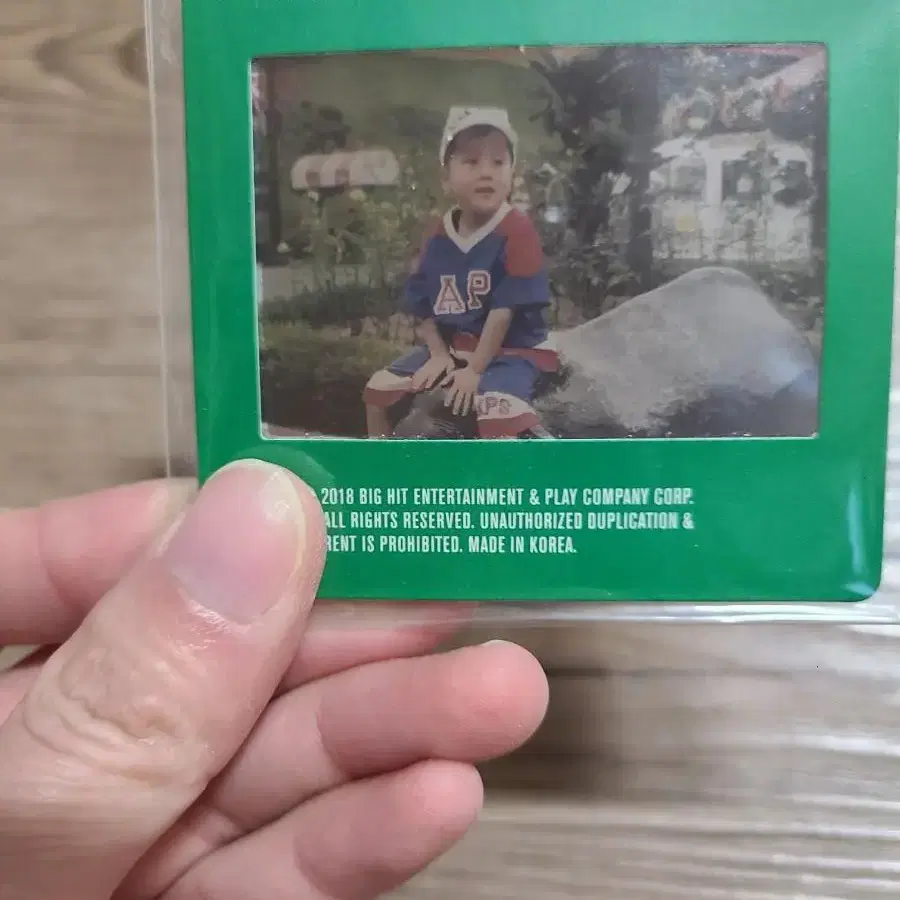 AP
KPS
2018 BIG HIT ENTERTAINMENT & PLAY COMPANY CORP.
ALL RIGHTS RESERVED. UNAUTHORIZED DUPLICATION &
RENT IS PROHIBITED. MADE IN KOREA.